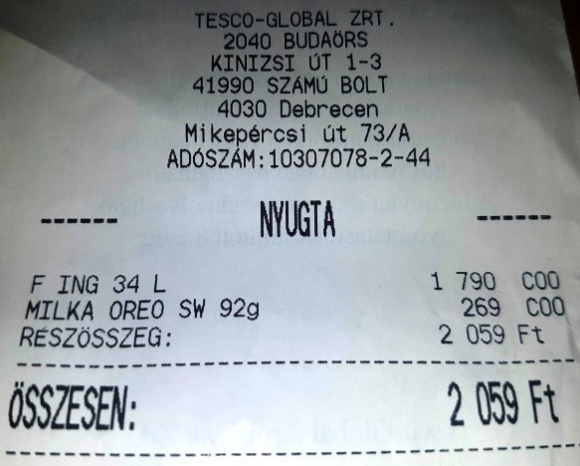 TESCO-GLOBAL ZRT.
2040 BUDAÖRS
KINIZSI ÚT 1-3
41990 SZÁMÚ BOLT
4030 Debrecen
Mikepércsi út 73/A
ADÓSZÁM:10307078-2-44
------ NYUGTA ------
F ING 34 L 1 790 C00
MILKA OREO SW 92g 269 C00
RÉSZÖSSZEG: 2 059 Ft
ÖSSZESEN: 2 059 Ft